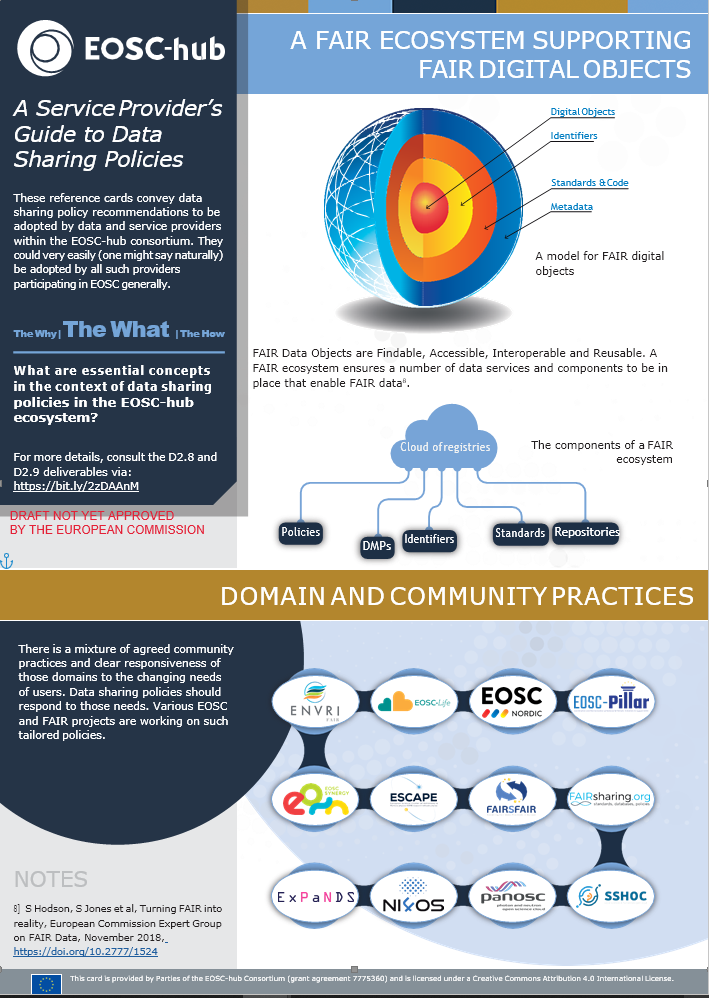 EOSC-hub
A Service Provider's
Guide to Data
Sharing Policies
These reference cards convey data
sharing policy recommendations to be
adopted by data and service providers
within the EOSC-hub consortium. They
could very easily (one might say naturally)
be adopted by all such providers
participating in EOSC generally.
The Why| The What |The How
What are essential concepts
in the context of data sharing
policies in the EOSC-hub
ecosystem?
For more details, consult the D2.8 and
D2.9 deliverables via:
https://bit.ly/2zDAAnM
DRAFT NOT YET APPROVED
BY THE EUROPEAN COMMISSION
A FAIR ECOSYSTEM SUPPORTING
FAIR DIGITAL OBJECTS
Digital Objects
Identifiers
Standards & Code
Metadata
A model for FAIR digital
objects
FAIR Data Objects are Findable, Accessible, Interoperable and Reusable. A
FAIR ecosystem ensures a number of data services and components to be in
place that enable FAIR data⁸.
Cloud of registries
The components of a FAIR
ecosystem
Policies
DMPs
Identifiers
Standards
Repositories
DOMAIN AND COMMUNITY PRACTICES
There is a mixture of agreed community
practices and clear responsiveness of
those domains to the changing needs
of users. Data sharing policies should
respond to those needs. Various EOSC
and FAIR projects are working on such
tailored policies.
ENVRI
FAIR
EOSC-Life
EOSC
NORDIC
EOSC-Pillar
EOSC
SYNERGY
ESCAPE
FAIRSFAIR
FAIRsharing.org
standards, databases, policies
ExPaNDS
NI4OS
panosc
photon and neutron
open science cloud
SSHOC
NOTES
8] S Hodson, S Jones et al, Turning FAIR into
reality, European Commission Expert Group
on FAIR Data, November 2018,
https://doi.org/10.2777/1524
This card is provided by Parties of the EOSC-hub Consortium (grant agreement 7775360) and is licensed under a Creative Commons Attribution 4.0 International License.